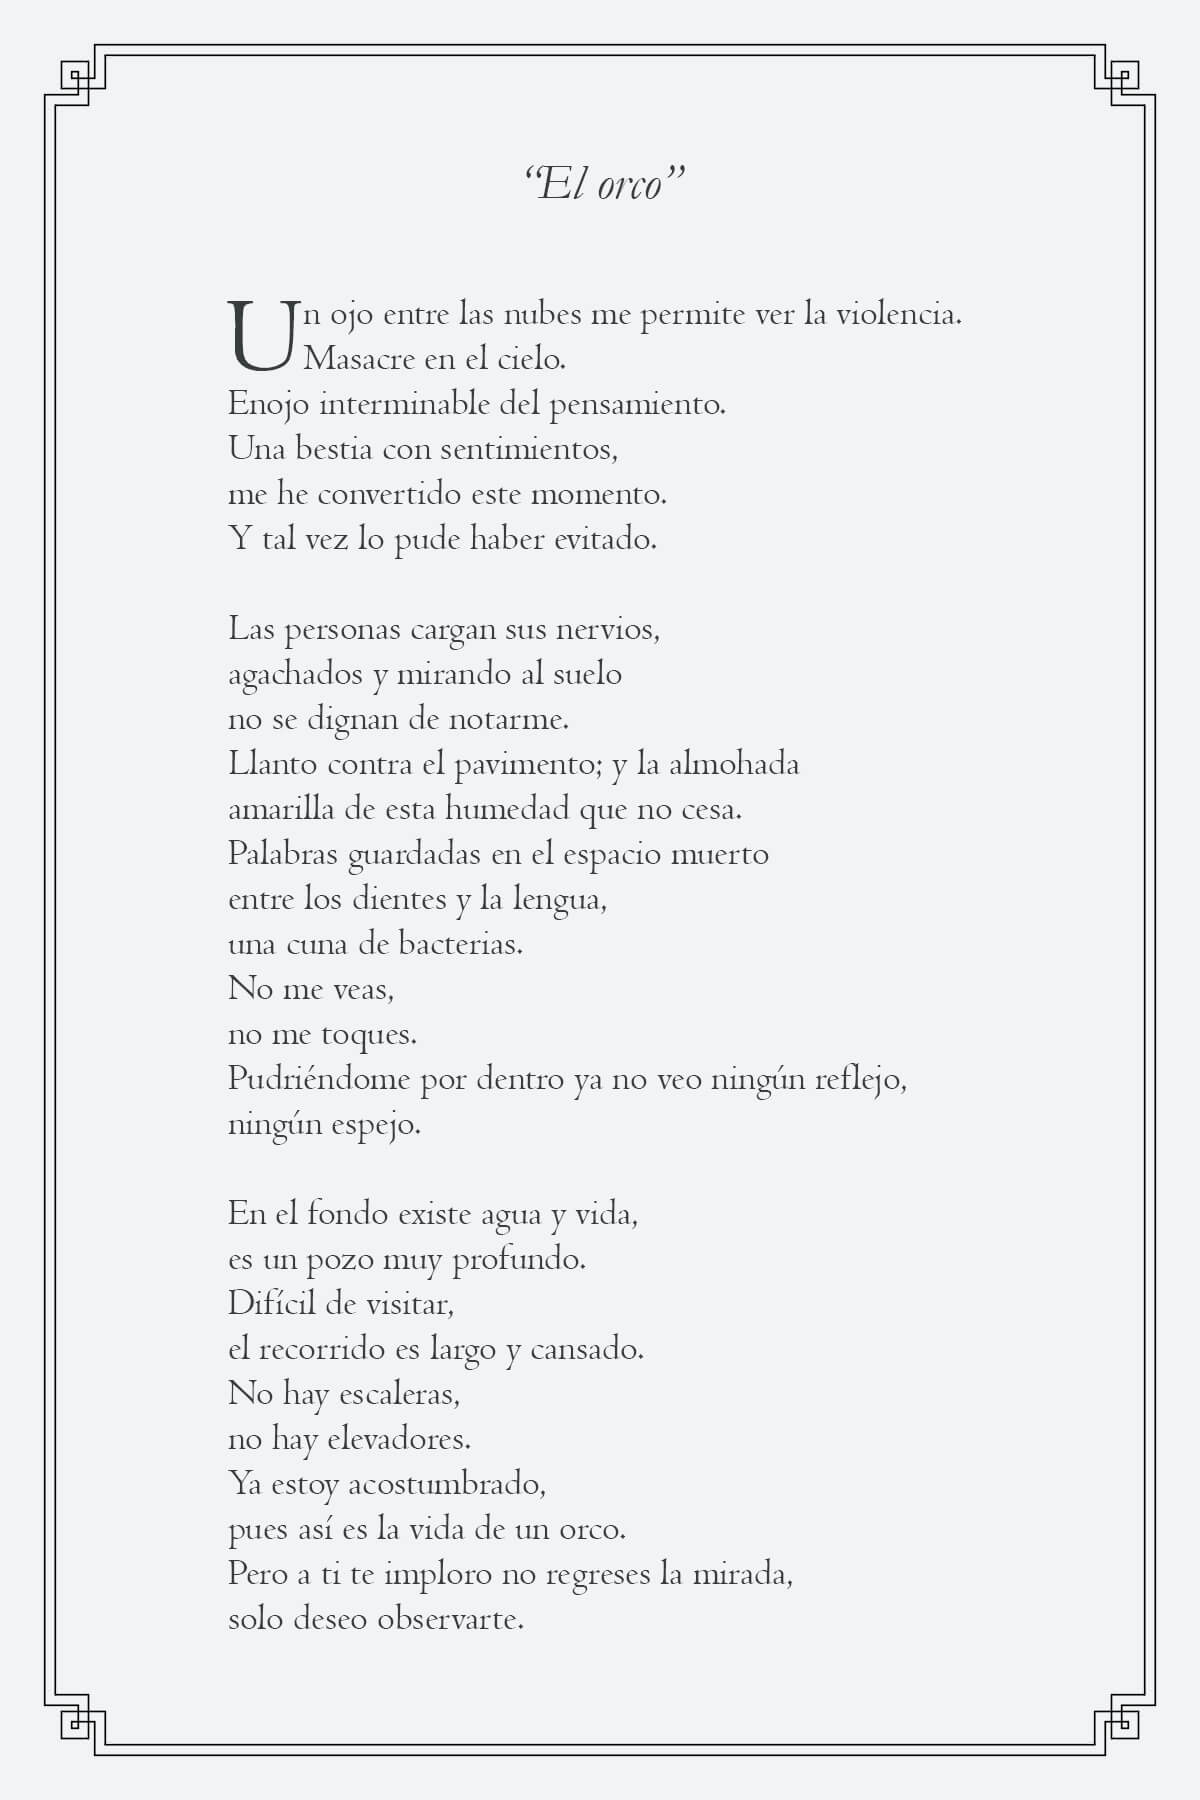 “El orco”
Un ojo entre las nubes me permite ver la violencia.
Masacre en el cielo.
Enojo interminable del pensamiento.
Una bestia con sentimientos,
me he convertido este momento.
Y tal vez lo pude haber evitado.
Las personas cargan sus nervios,
agachados y mirando al suelo
no se dignan de notarme.
Llanto contra el pavimento; y la almohada
amarilla de esta humedad que no cesa.
Palabras guardadas en el espacio muerto
entre los dientes y la lengua,
una cuna de bacterias.
No me veas,
no me toques.
Pudriéndome por dentro ya no veo ningún reflejo,
ningún espejo.
En el fondo existe agua y vida,
es un pozo muy profundo.
Difícil de visitar,
el recorrido es largo y cansado.
No hay escaleras,
no hay elevadores.
Ya estoy acostumbrado,
pues así es la vida de un orco.
Pero a ti te imploro no regreses la mirada,
solo deseo observarte.